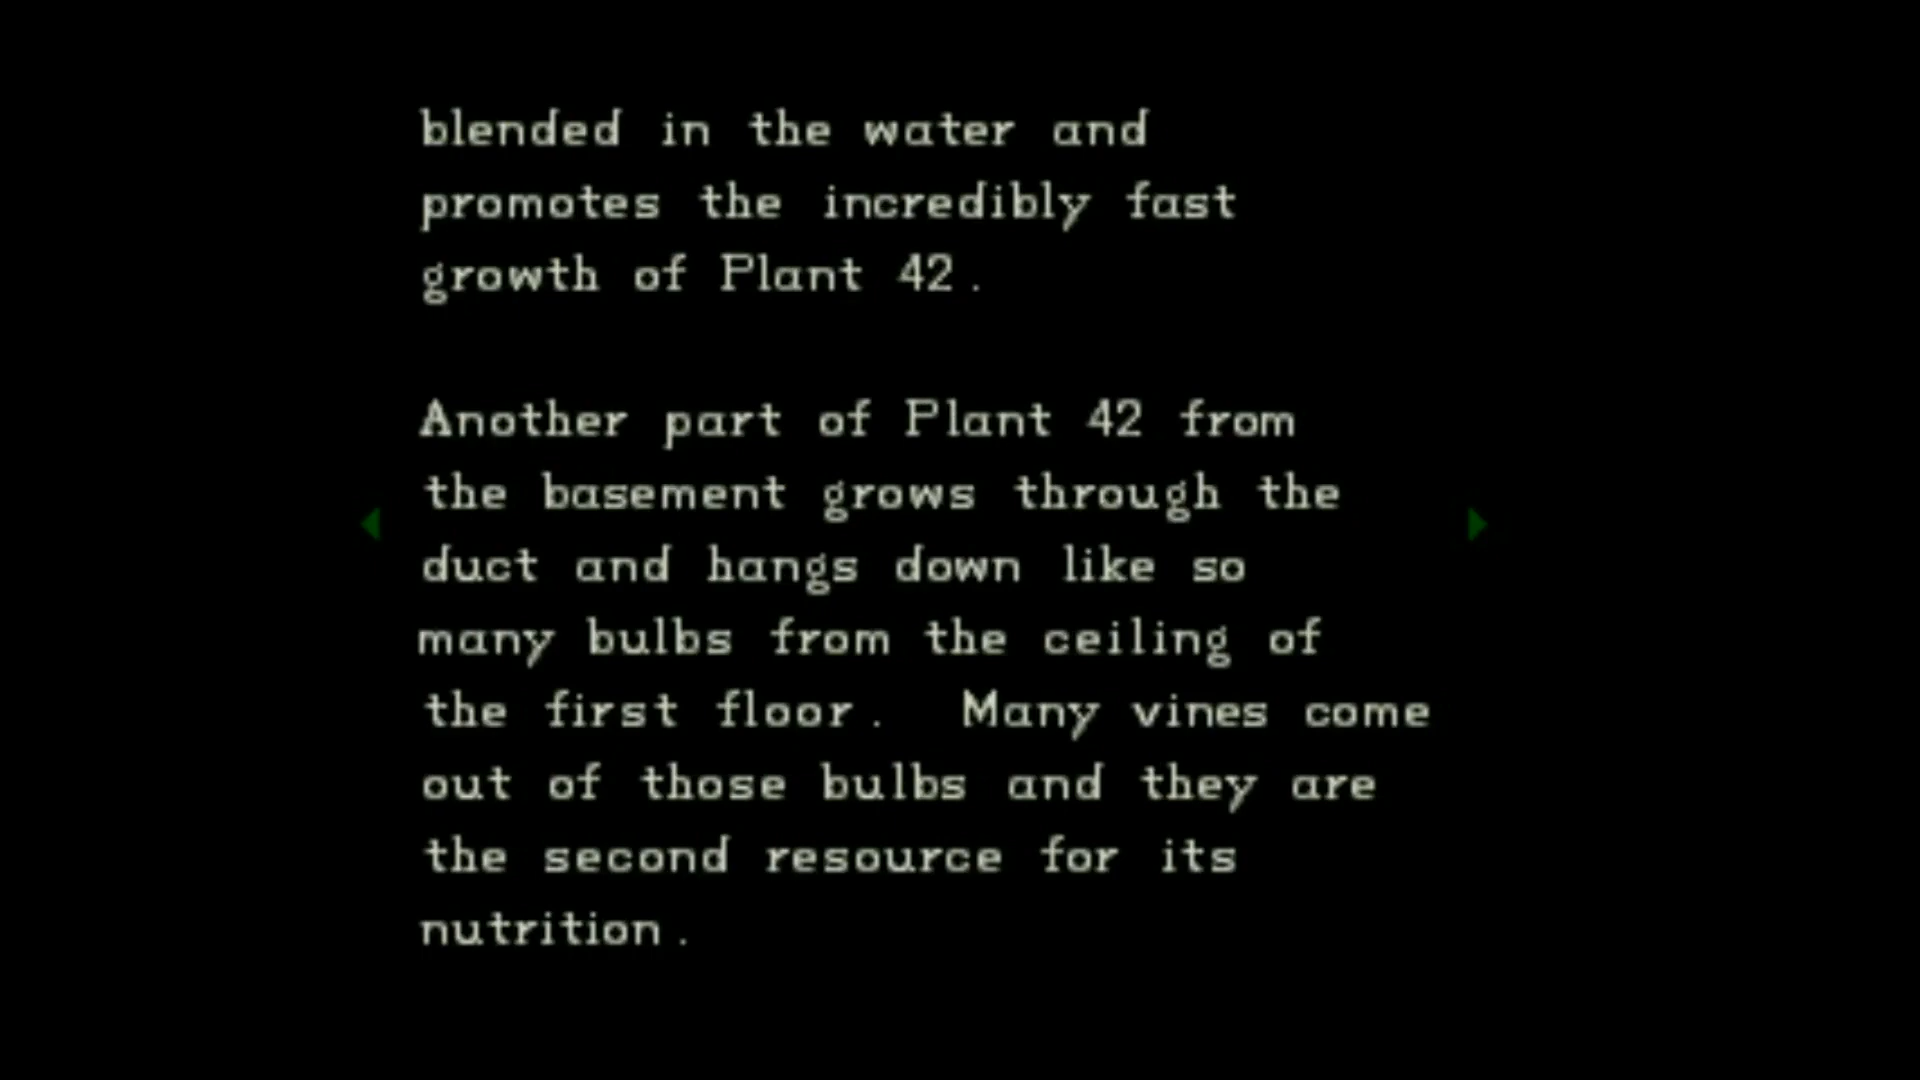 blended in the water and
promotes the incredibly fast
growth of Plant 42.
Another part of Plant 42 from
the basement grows through the
duct and hangs down like so
many bulbs from the ceiling of
the first floor.  Many vines come
out of those bulbs and they are
the second resource for its
nutrition.